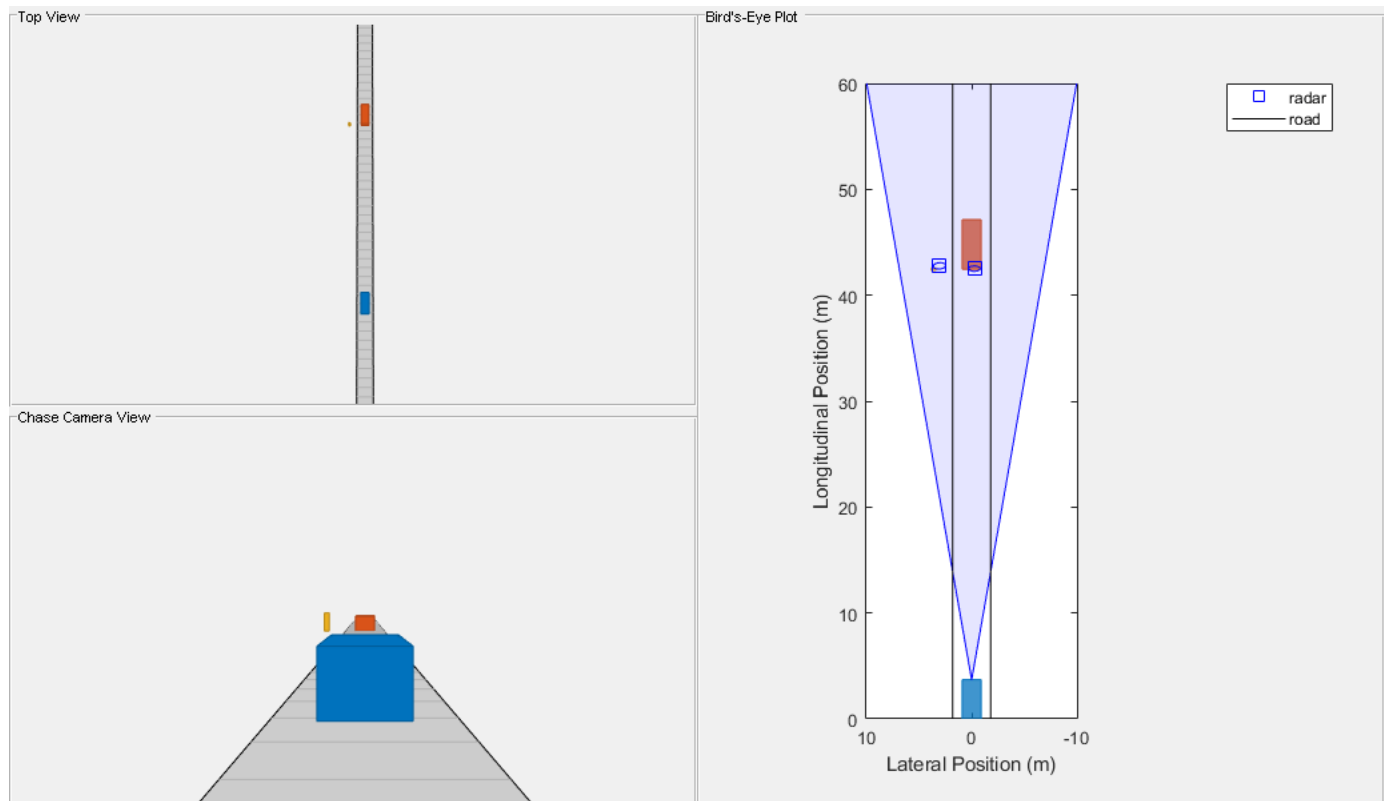 Top View
Chase Camera View
Bird's-Eye Plot
60
50
40
30
20
10
0
10
0
-10
Longitudinal Position (m)
Lateral Position (m)
radar
road